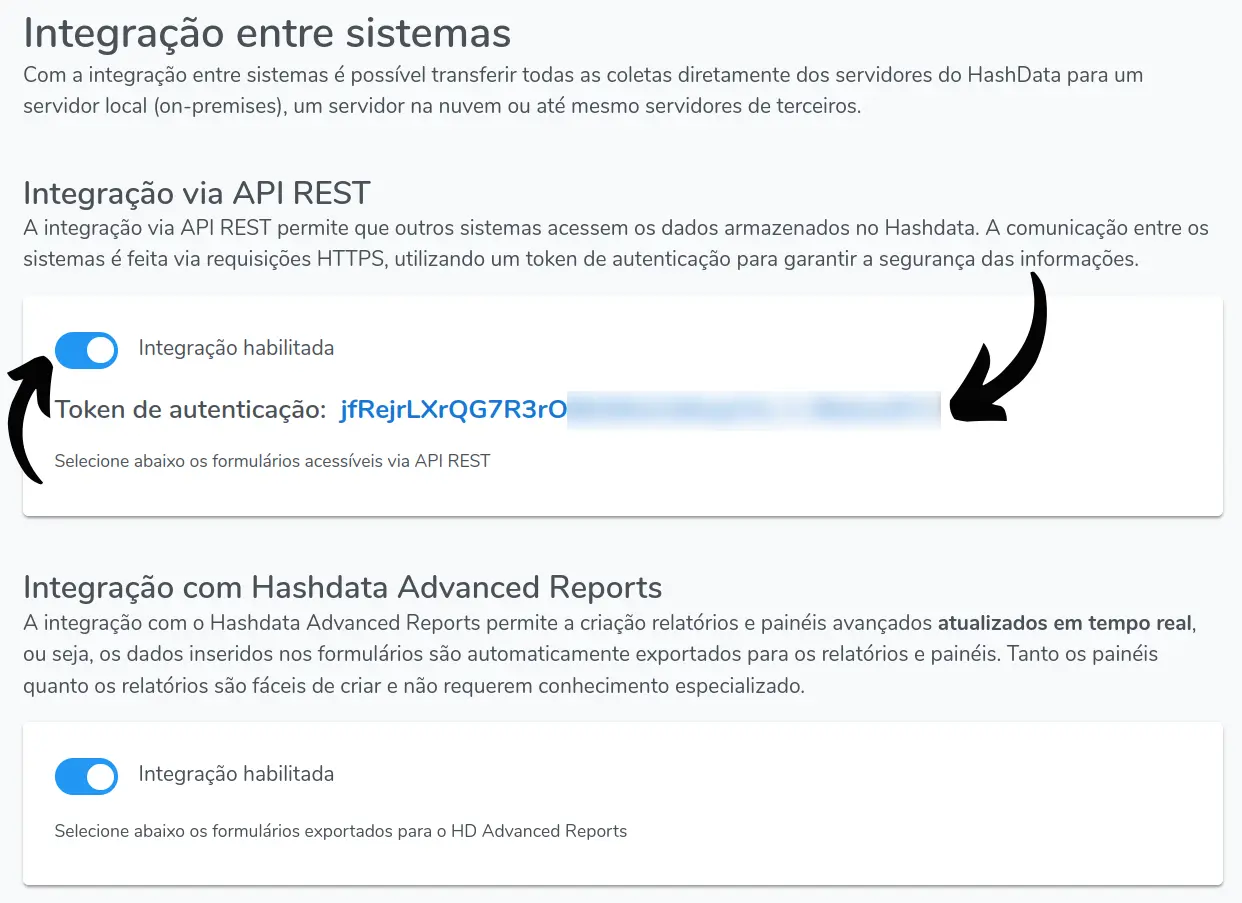 Integração entre sistemas
Com a integração entre sistemas é possível transferir todas as coletas diretamente dos servidores do HashData para um
servidor local (on-premises), um servidor na nuvem ou até mesmo servidores de terceiros.
Integração via API REST
A integração via API REST permite que outros sistemas acessem os dados armazenados no Hashdata. A comunicação entre os
sistemas é feita via requisições HTTPS, utilizando um token de autenticação para garantir a segurança das informações.
Integração habilitada
Token de autenticação: jfRejrLXrQG7R3rO
Selecione abaixo os formulários acessíveis via API REST
Integração com Hashdata Advanced Reports
A integração com o Hashdata Advanced Reports permite a criação relatórios e painéis avançados atualizados em tempo real,
ou seja, os dados inseridos nos formulários são automaticamente exportados para os relatórios e painéis. Tanto os painéis
quanto os relatórios são fáceis de criar e não requerem conhecimento especializado.
Integração habilitada
Selecione abaixo os formulários exportados para o HD Advanced Reports